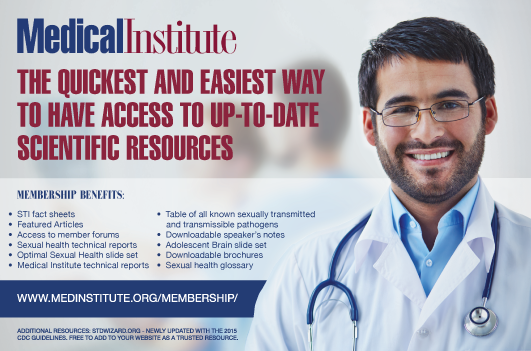 MedicalInstitute
THE QUICKEST AND EASIEST WAY
TO HAVE ACCESS TO UP-TO-DATE
SCIENTIFIC RESOURCES
MEMBERSHIP BENEFITS:
• STI fact sheets
• Featured Articles
• Access to member forums
• Sexual health technical reports
• Optimal Sexual Health slide set
• Medical Institute technical reports
• Table of all known sexually transmitted
and transmissible pathogens
• Downloadable speaker's notes
• Adolescent Brain slide set
• Downloadable brochures
• Sexual health glossary
WWW.MEDINSTITUTE.ORG/MEMBERSHIP/
ADDITIONAL RESOURCES: STDWIZARD.ORG - NEWLY UPDATED WITH THE 2015
CDC GUIDELINES. FREE TO ADD TO YOUR WEBSITE AS A TRUSTED RESOURCE.